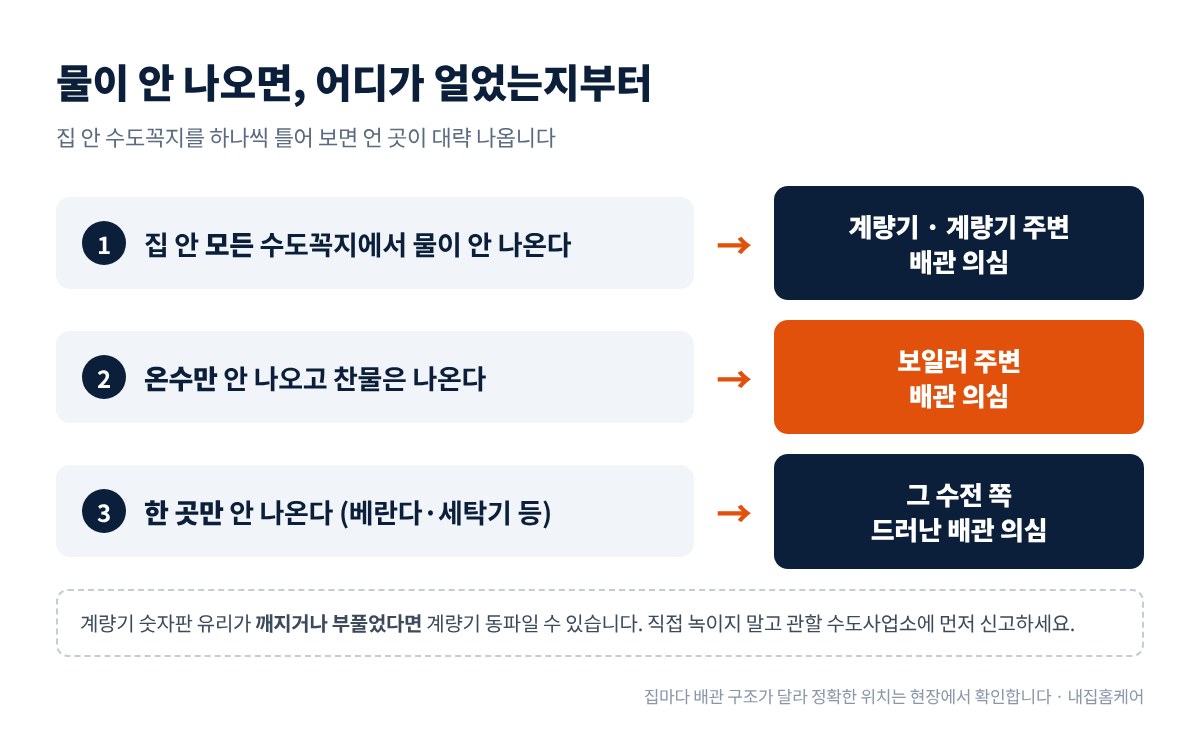 물이 안 나오면, 어디가 얼었는지부터
집 안 수도꼭지를 하나씩 틀어 보면 언 곳이 대략 나옵니다
1 집 안 모든 수도꼭지에서 물이 안 나온다
→
계량기 · 계량기 주변
배관 의심
2 온수만 안 나오고 찬물은 나온다
→
보일러 주변
배관 의심
3 한 곳만 안 나온다 (베란다·세탁기 등)
→
그 수전 쪽
드러난 배관 의심
계량기 숫자판 유리가 깨지거나 부풀었다면 계량기 동파일 수 있습니다. 직접 녹이지 말고 관할 수도사업소에 먼저 신고하세요.
집마다 배관 구조가 달라 정확한 위치는 현장에서 확인합니다 · 내집홈케어